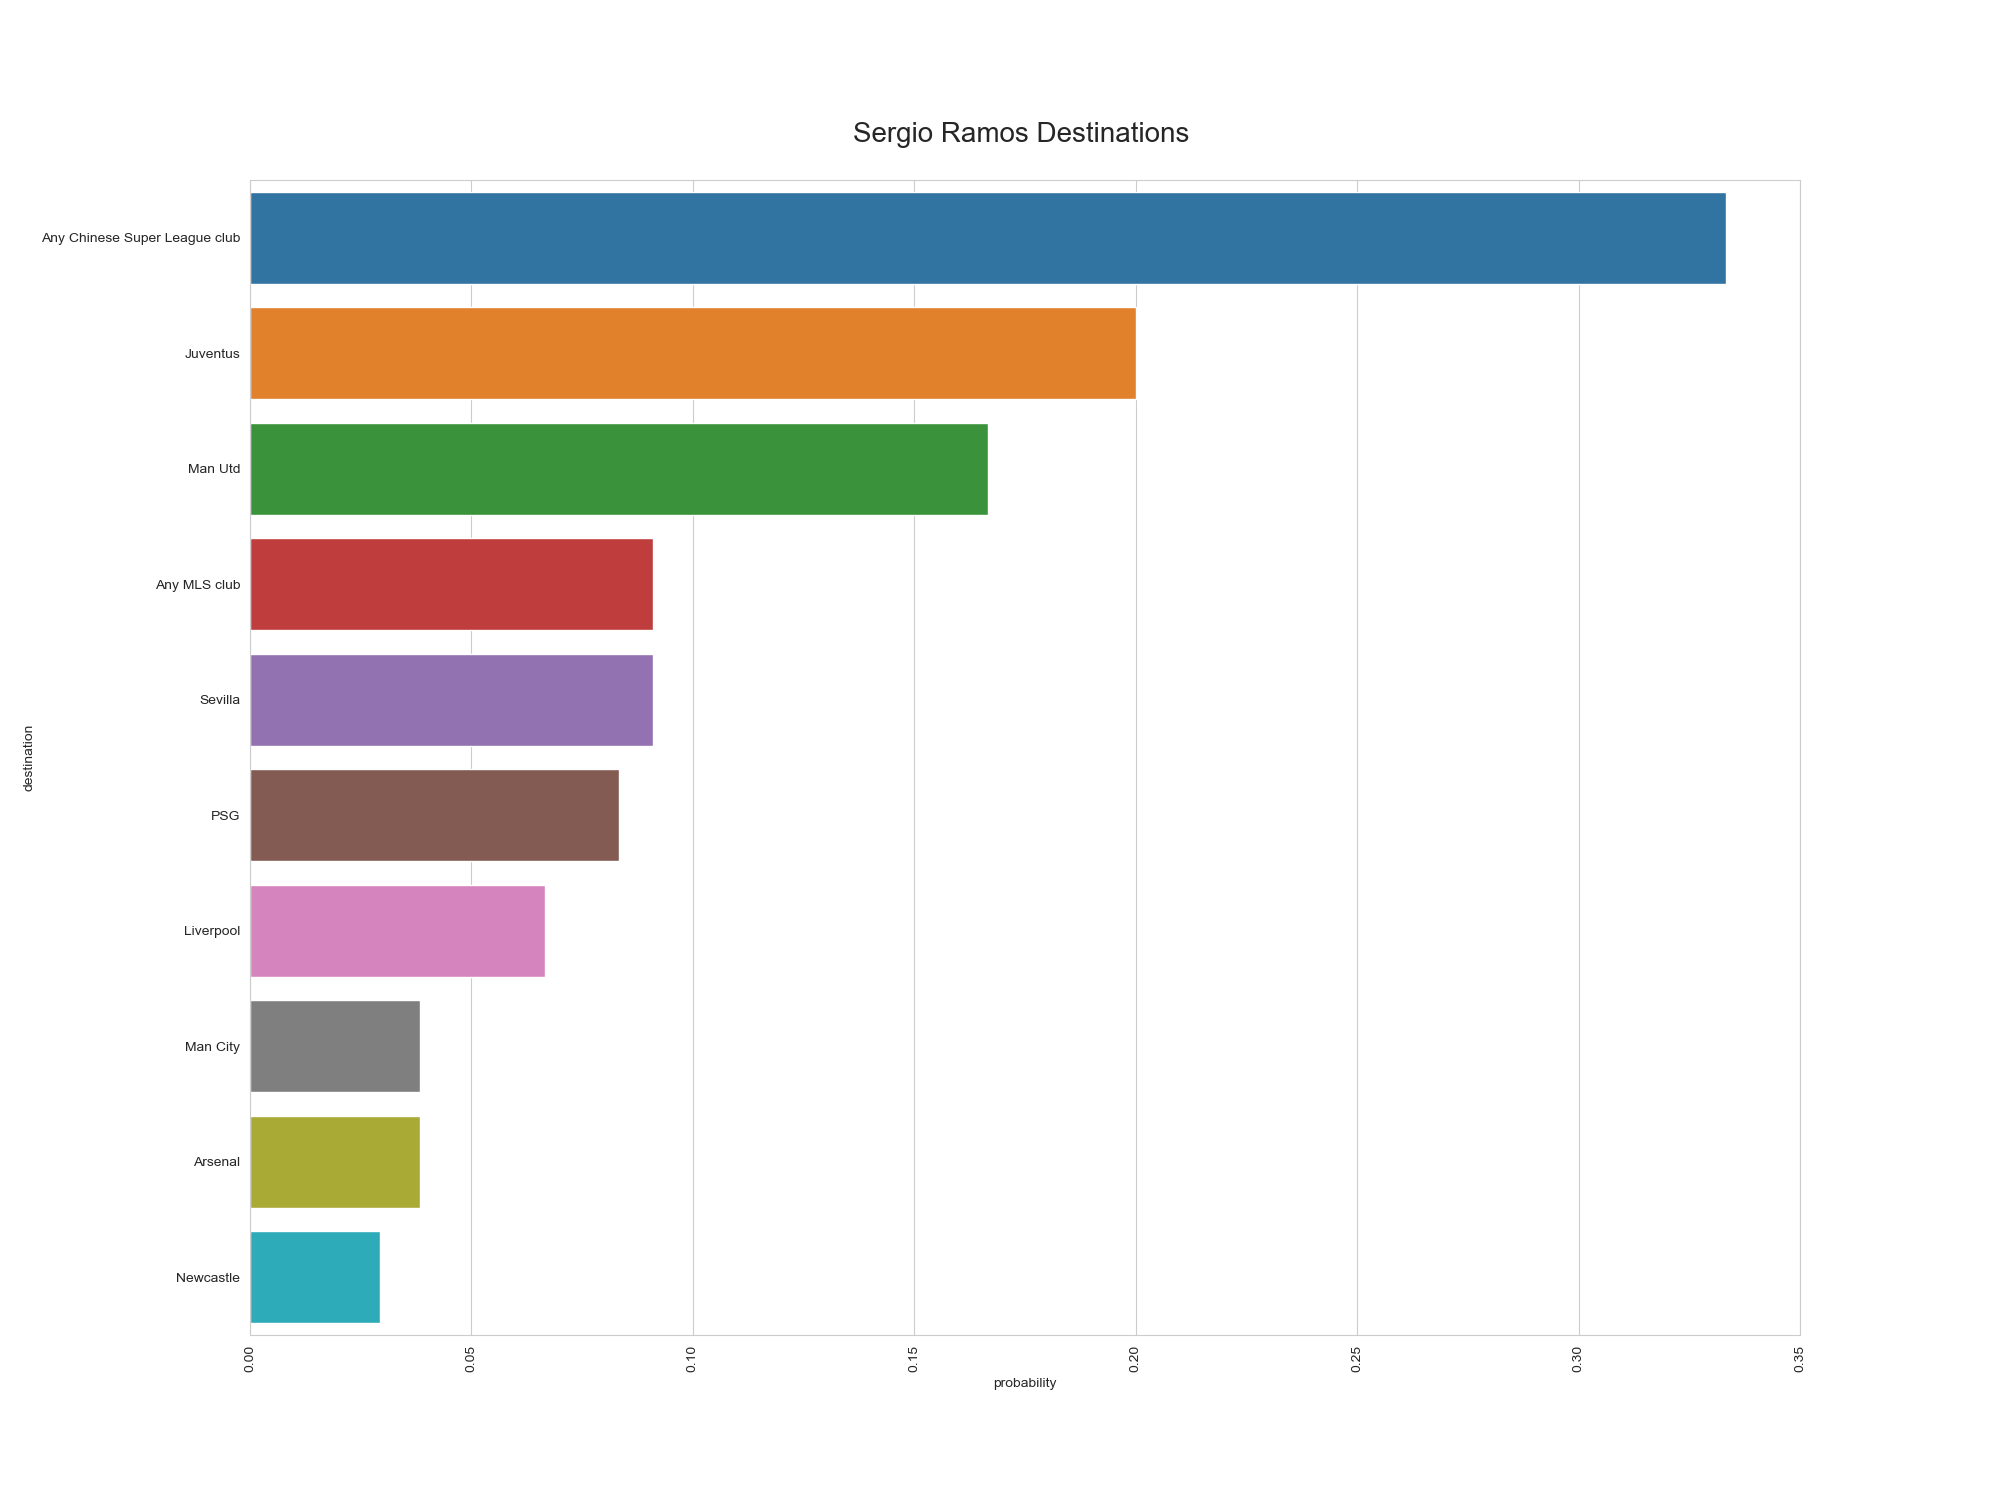 Sergio Ramos Destinations
Any Chinese Super League club
Juventus
Man Utd
Any MLS club
Sevilla
PSG
Liverpool
Man City
Arsenal
Newcastle
destination
0.00 0.05 0.10 0.15 0.20 0.25 0.30 0.35
probability